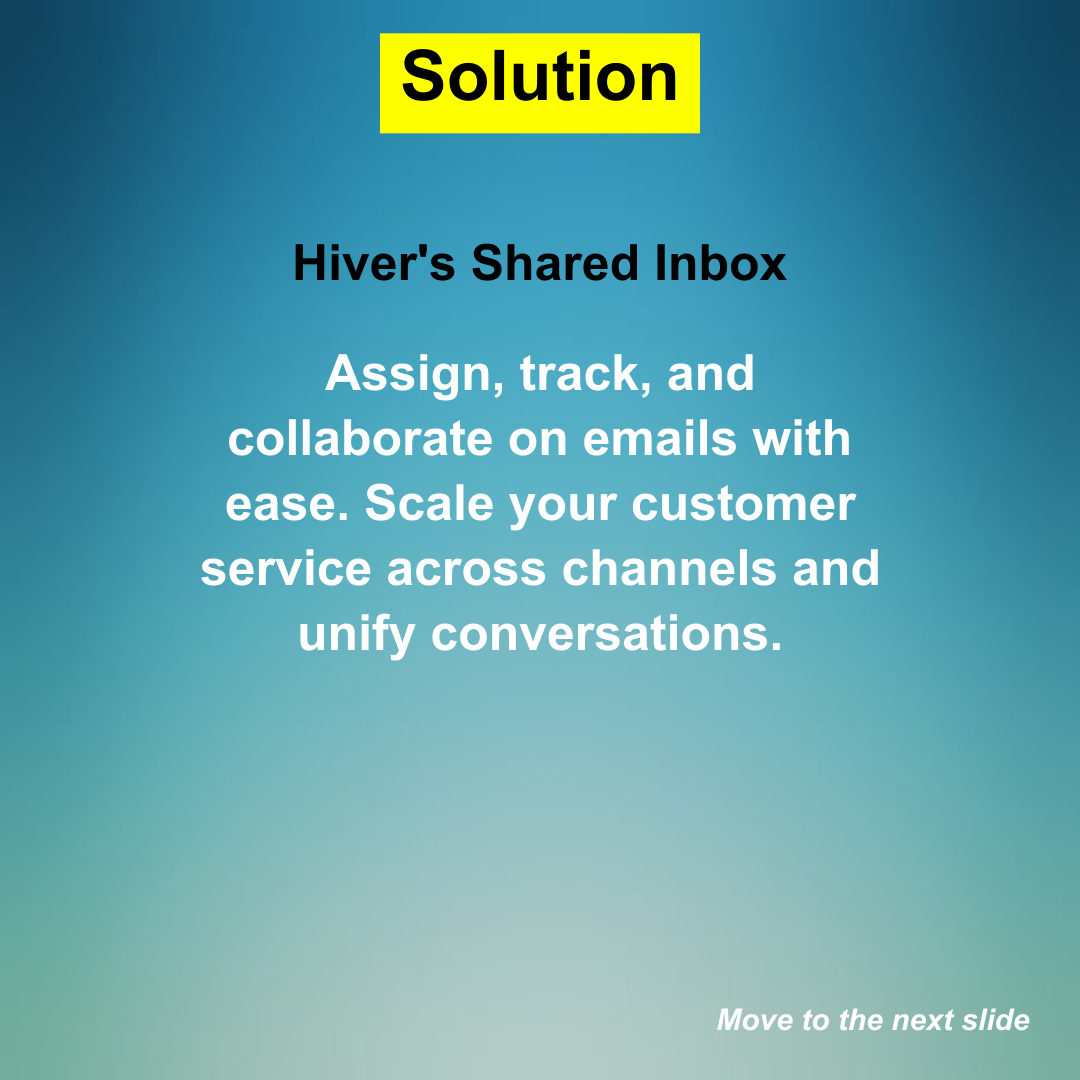 Solution
Hiver's Shared Inbox
Assign, track, and
collaborate on emails with
ease. Scale your customer
service across channels and
unify conversations.
Move to the next slide